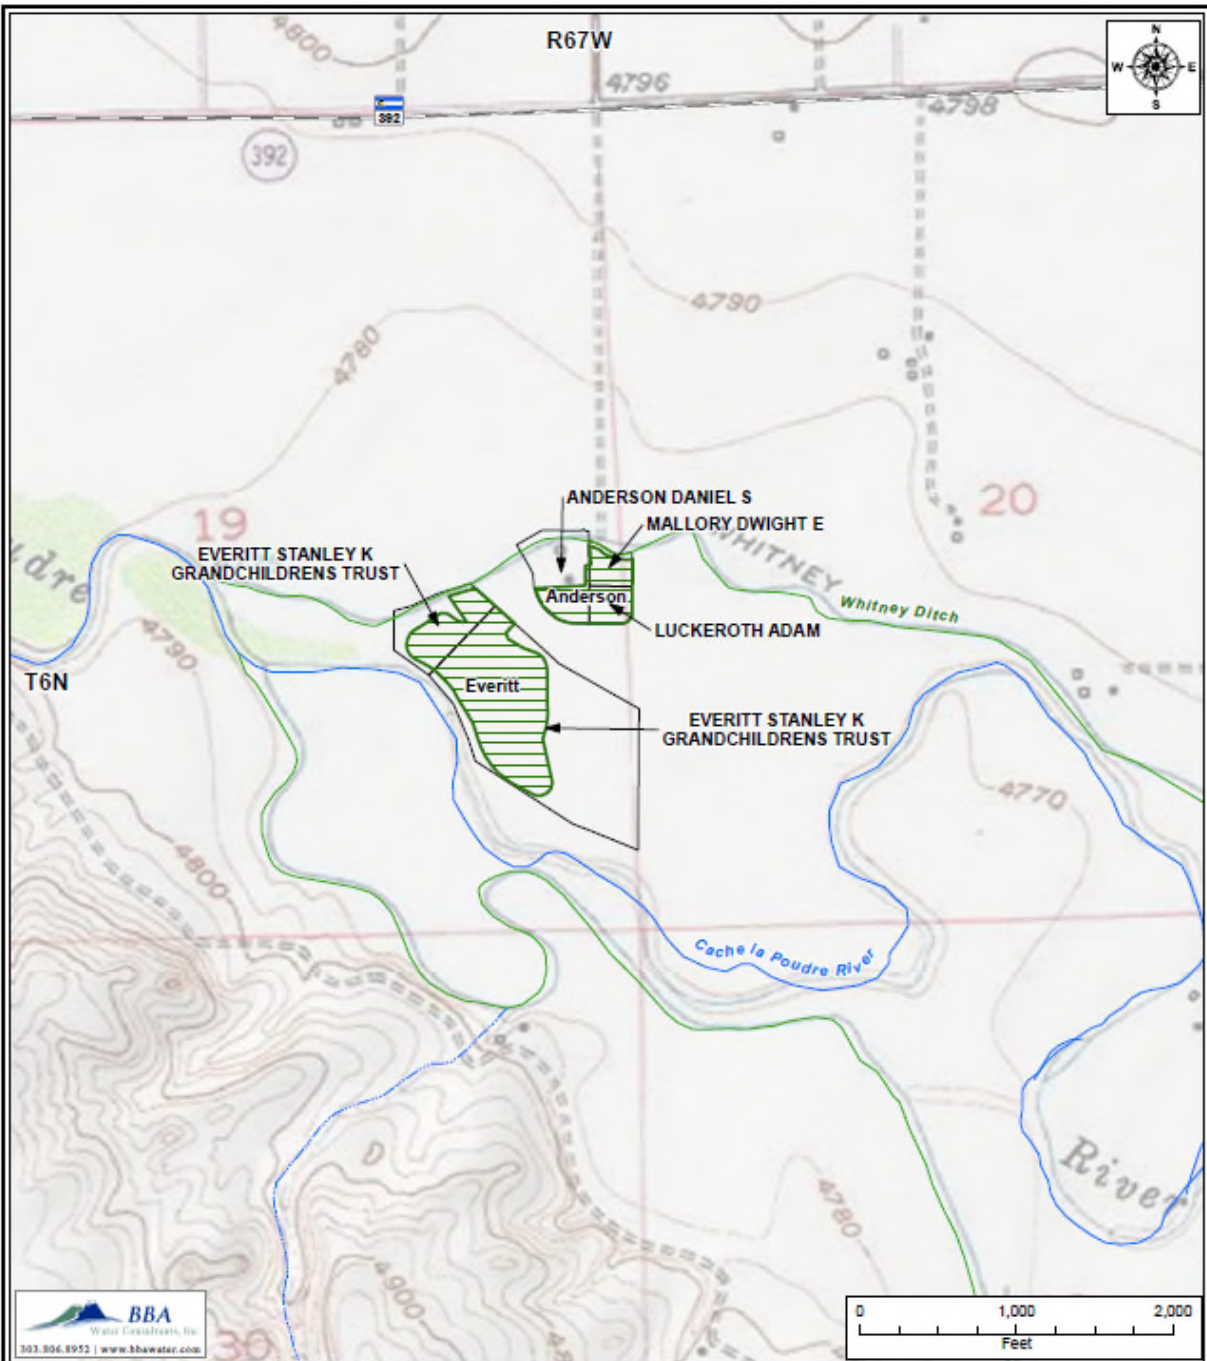 R67W
N
W
E
S
4800
4796
4798
392
392
4790
4780
20
19
ANDERSON DANIEL S
MALLORY DWIGHT E
WHITNEY
EVERITT STANLEY K
GRANDCHILDRENS TRUST
udre
Anderson
Whitney Ditch
LUCKEROTH ADAM
4790
T6N
Everitt
EVERITT STANLEY K
GRANDCHILDRENS TRUST
4770
4800
Cache la Poudre River
D
River
4780
4900
BBA
Water Consultants, Inc.
303.806.8952 | www.bbawater.com
30
0
1,000
2,000
Feet